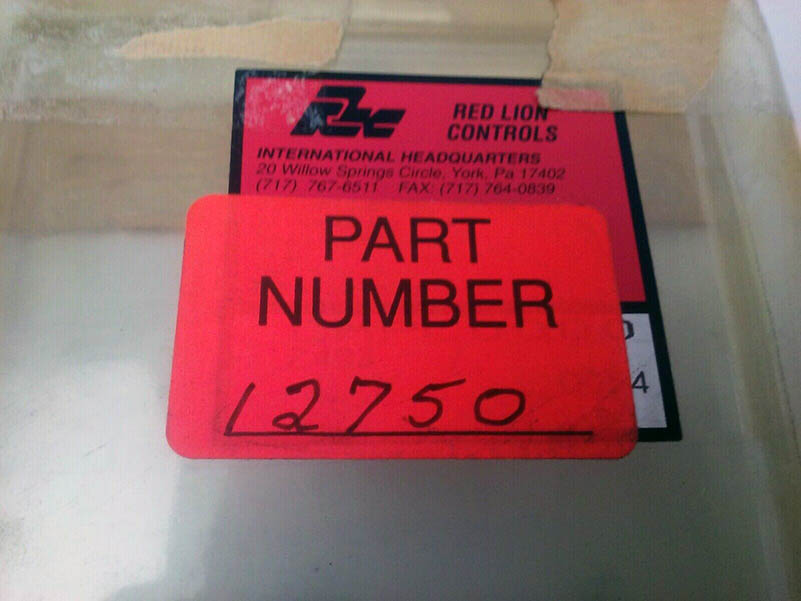 RLC
RED LION
CONTROLS
INTERNATIONAL HEADQUARTERS
20 Willow Springs Circle, York, Pa 17402
(717) 767-6511 FAX: (717) 764-0839
PART
NUMBER
12750
4